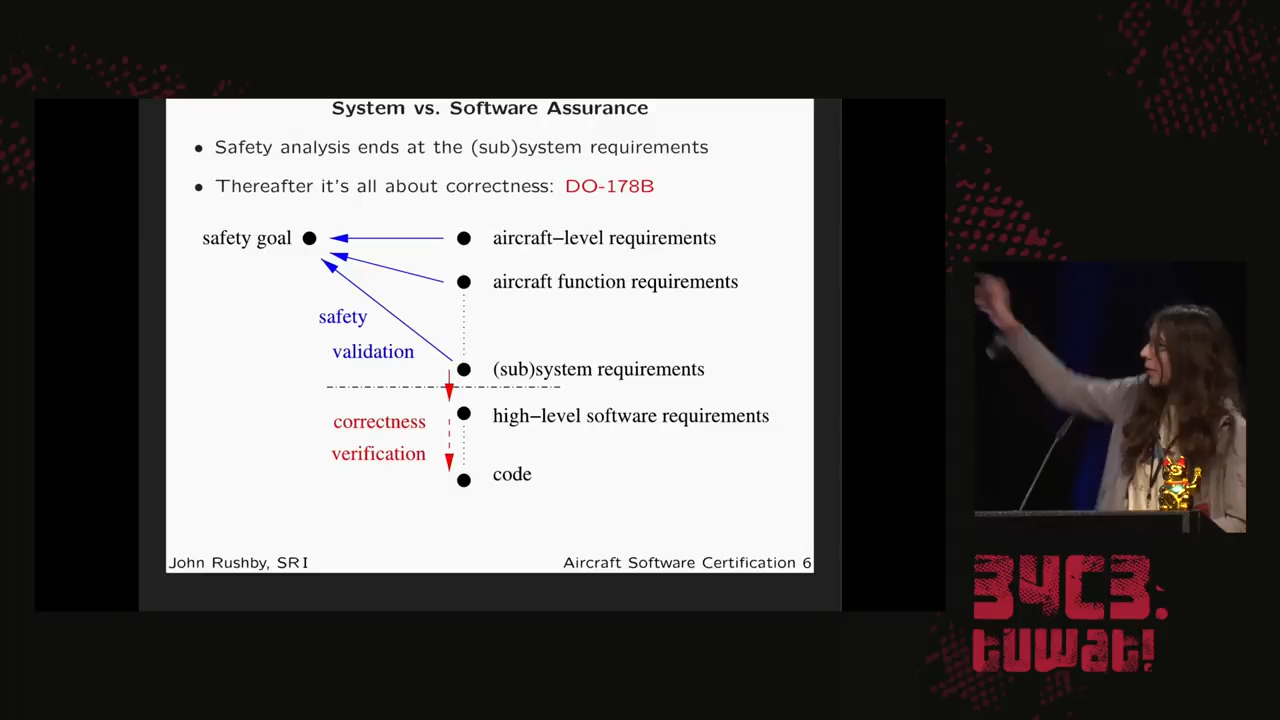 System vs. Software Assurance
• Safety analysis ends at the (sub)system requirements
• Thereafter it's all about correctness: DO-178B
safety goal
aircraft−level requirements
aircraft function requirements
safety
validation
(sub)system requirements
correctness
high−level software requirements
verification
code
John Rushby, SRI
Aircraft Software Certification 6
34C3.
tuwat!